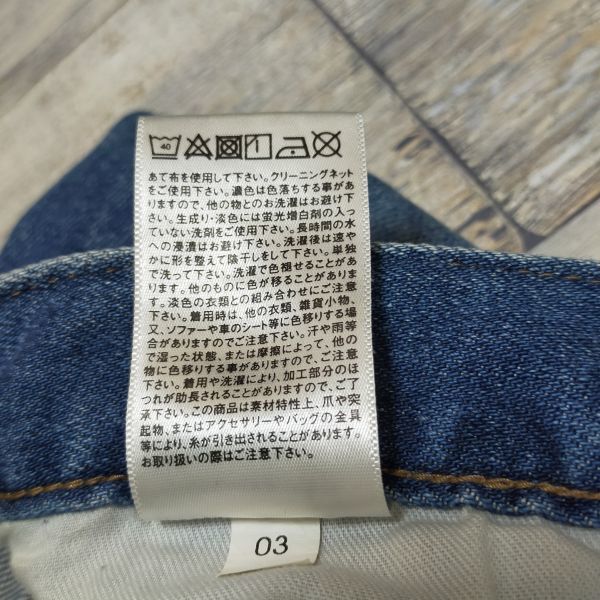 40
あて布を使用して下さい。クリーニングネット
をご使用下さい。濃色は色落ちする事があ
りますので、他の物とのお洗濯はお避け下
さい。生成り・淡色には蛍光増白剤の入っ
ていない洗剤をご使用下さい。長時間の水
への浸漬はお避け下さい。洗濯後は速や
かに形を整えて陰干しをして下さい。単独
で洗って下さい。洗濯で色褪せることがあ
ります。他のものに色が移ることがありま
す。淡色の衣類との組み合わせにご注意
下さい。着用時は、他の衣類、雑貨小物、
又、ソファーや車のシート等に色移りする場
合がありますのでご注意下さい。汗や雨等
で湿った状態、または摩擦によって、他の
物に色移りする事がありますので、ご注意
下さい。着用や洗濯により、加工部分のほ
つれが助長されることがありますので、ご了
承下さい。この商品は素材特性上、爪や突
起物、またはアクセサリーやバッグの金具
等により、糸が引き出されることがあります。
お取り扱いの際はご注意下さい。
03